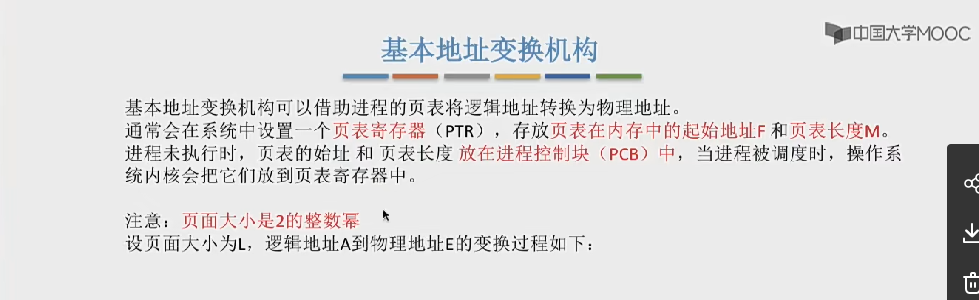 中国大学MOOC
基本地址变换机构
基本地址变换机构可以借助进程的页表将逻辑地址转换为物理地址。
通常会在系统中设置一个页表寄存器（PTR），存放页表在内存中的起始地址F 和页表长度M。
进程未执行时，页表的始址 和 页表长度 放在进程控制块（PCB）中，当进程被调度时，操作系
统内核会把它们放到页表寄存器中。
注意：页面大小是2的整数幂
设页面大小为L，逻辑地址A到物理地址E的变换过程如下：